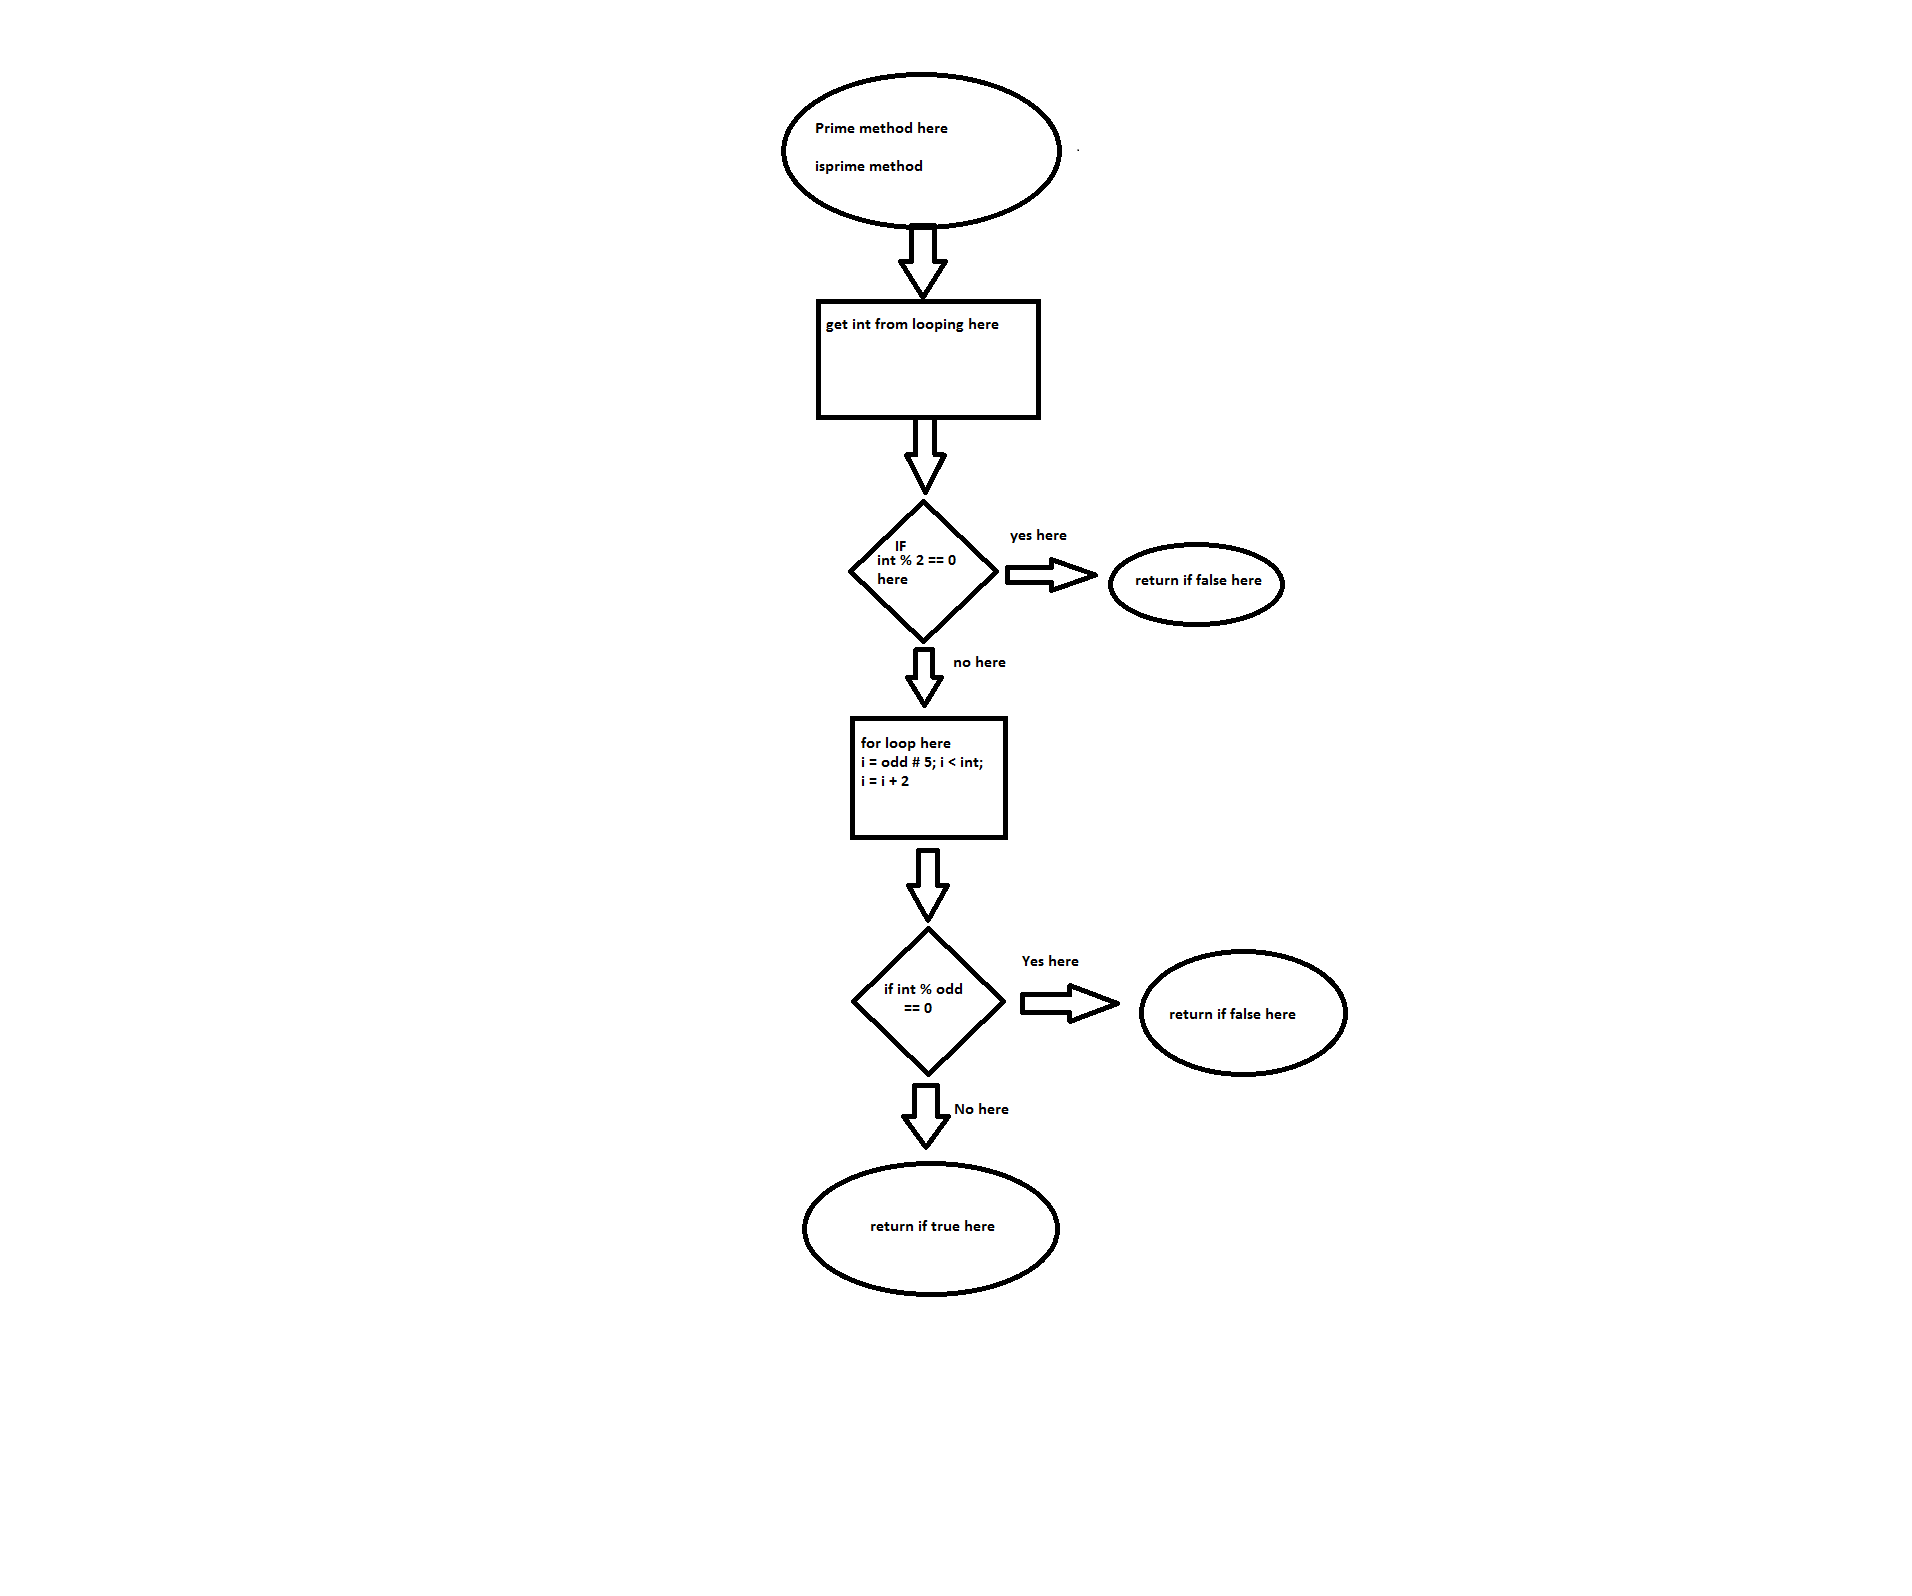 Prime method here
isprime method
get int from looping here
IF
int % 2 == 0
here
yes here
return if false here
no here
for loop here
i = odd # 5; i < int;
i = i + 2
if int % odd
== 0
Yes here
return if false here
No here
return if true here